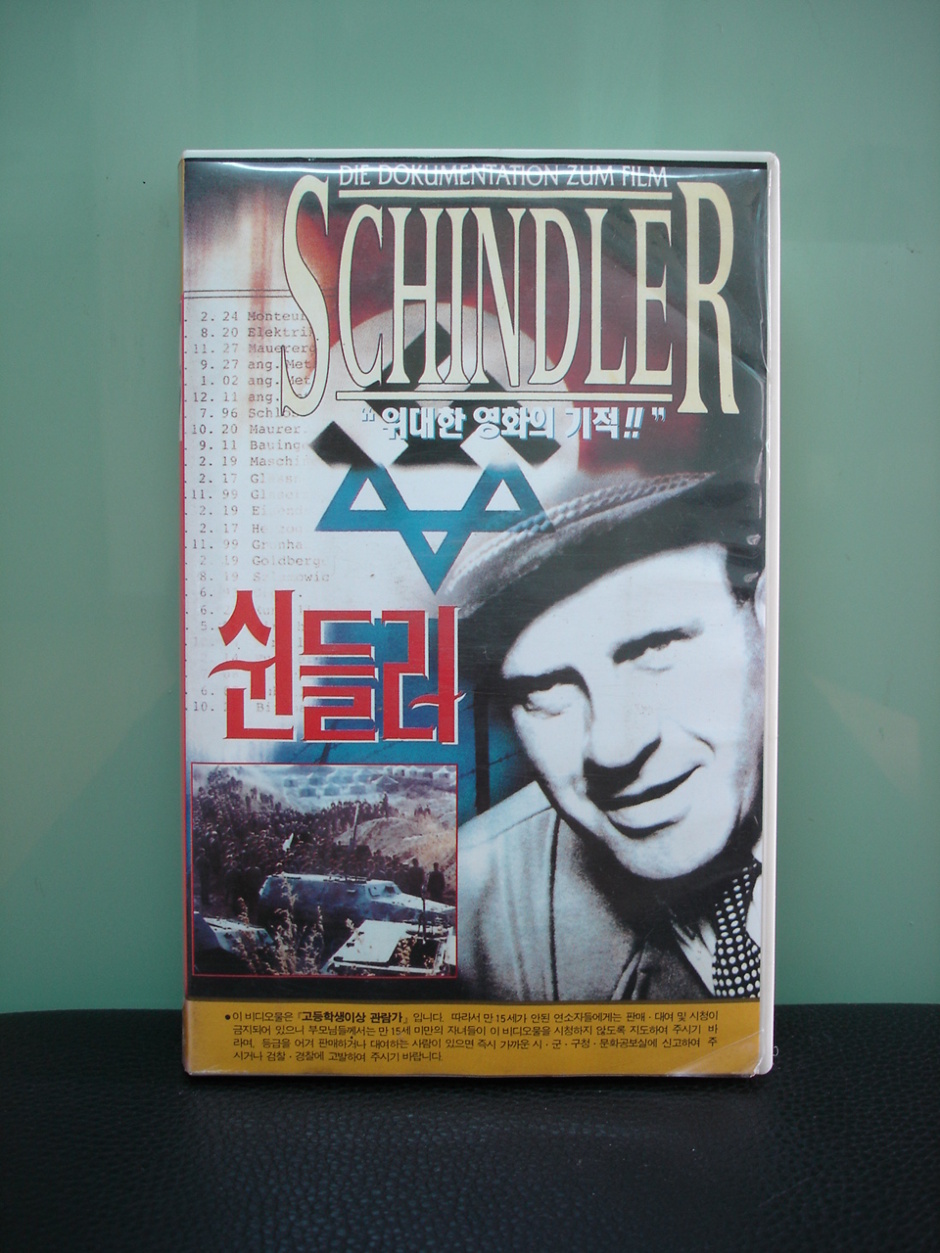 DIE DOKUMENTATION ZUM FILM
SCHINDLER
“위대한 영화의 기적!!”
2. 24 Monteur
8. 20 Elektrik
11. 27 Maurer
9. 27 ang. Met
1. 02 ang. Met
12. 11 ang.
7. 96 Schlos
10. 20 Maurer.
9. 11 Bauinge
2. 19 Maschi
2. 17
11. 99
2. 19
2. 17
11. 99 Grünha
2. 19 Goldberg
8. 19
6.
6.
5.
6.
10.
쉰들러
●이 비디오물은 「고등학생이상 관람가」입니다. 따라서 만 15세가 안된 연소자들에게는 판매·대여 및 시청이
금지되어 있으니 부모님들께서는 만 15세 미만의 자녀들이 이 비디오물을 시청하지 않도록 지도하여 주시기 바
라며, 등급을 어겨 판매하거나 대여하는 사람이 있으면 즉시 가까운 시·군·구청·문화공보실에 신고하여 주
시거나 검찰·경찰에 고발하여 주시기 바랍니다.